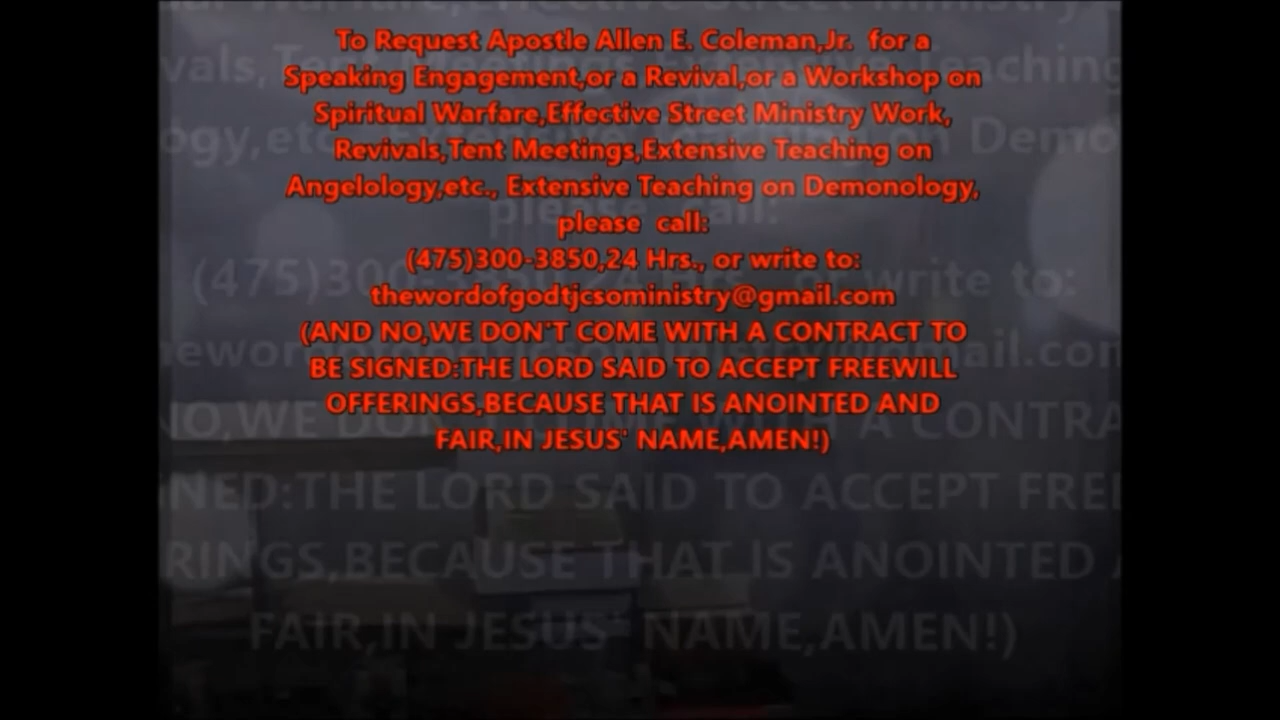 To Request Apostle Allen E. Coleman,Jr.  for a
Speaking Engagement,or a Revival,or a Workshop on
Spiritual Warfare,Effective Street Ministry Work,
Revivals,Tent Meetings,Extensive Teaching on
Angelology,etc., Extensive Teaching on Demonology,
please  call:
(475)300-3850,24 Hrs., or write to:
thewordofgodtjcsoministry@gmail.com
(AND NO,WE DON'T COME WITH A CONTRACT TO
BE SIGNED:THE LORD SAID TO ACCEPT FREEWILL
OFFERINGS,BECAUSE THAT IS ANOINTED AND
FAIR,IN JESUS' NAME,AMEN!)